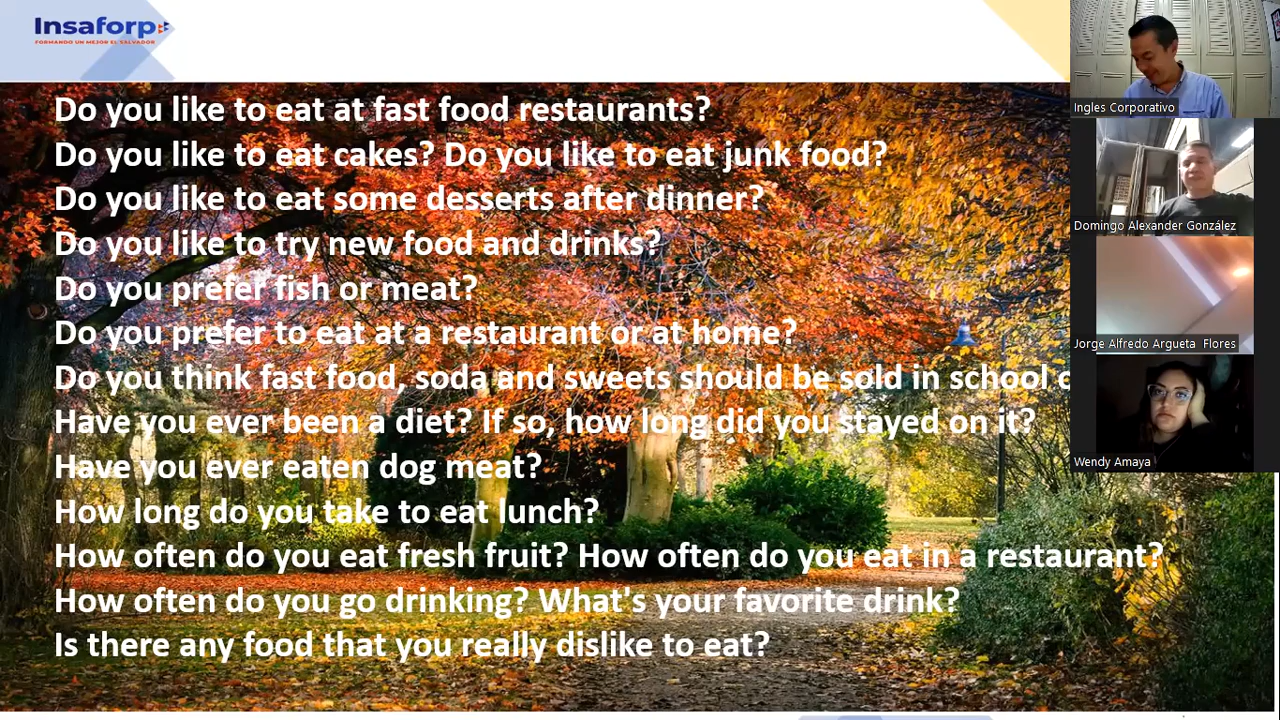 Insaforp
FORMANDO UN MEJOR EL SALVADOR
Do you like to eat at fast food restaurants?
Do you like to eat cakes? Do you like to eat junk food?
Do you like to eat some desserts after dinner?
Do you like to try new food and drinks?
Do you prefer fish or meat?
Do you prefer to eat at a restaurant or at home?
Do you think fast food, soda and sweets should be sold in school
Have you ever been a diet? If so, how long did you stayed on it?
Have you ever eaten dog meat?
How long do you take to eat lunch?
How often do you eat fresh fruit? How often do you eat in a restaurant?
How often do you go drinking? What's your favorite drink?
Is there any food that you really dislike to eat?
Ingles Corporativo
Domingo Alexander González
Jorge Alfredo Argueta Flores
Wendy Amaya